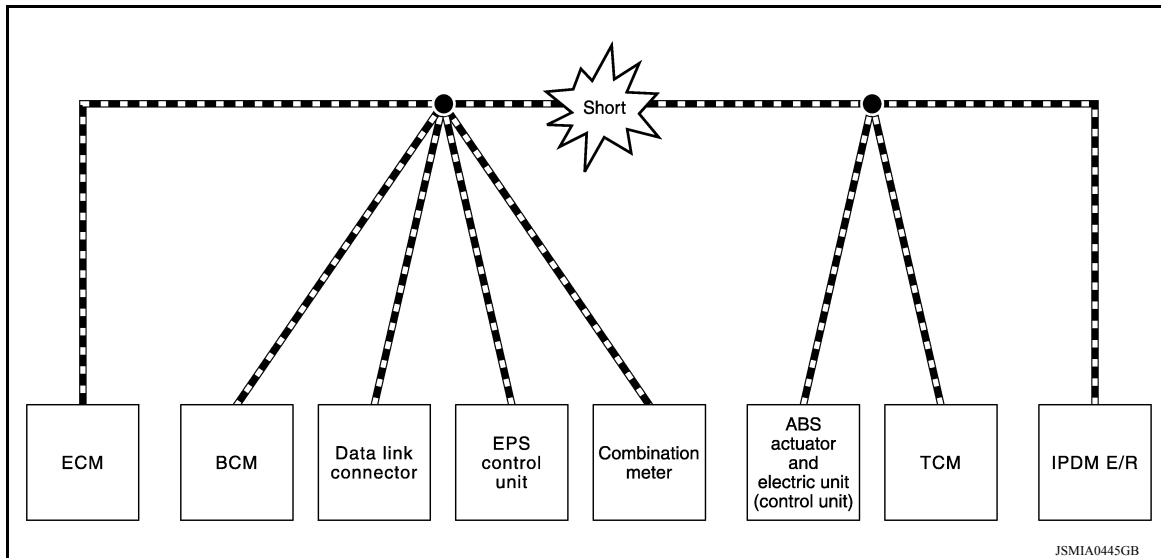 Short
ECM
BCM
Data link
connector
EPS
control
unit
Combination
meter
ABS
actuator
and
electric unit
(control unit)
TCM
IPDM E/R
JSMIA0445GB